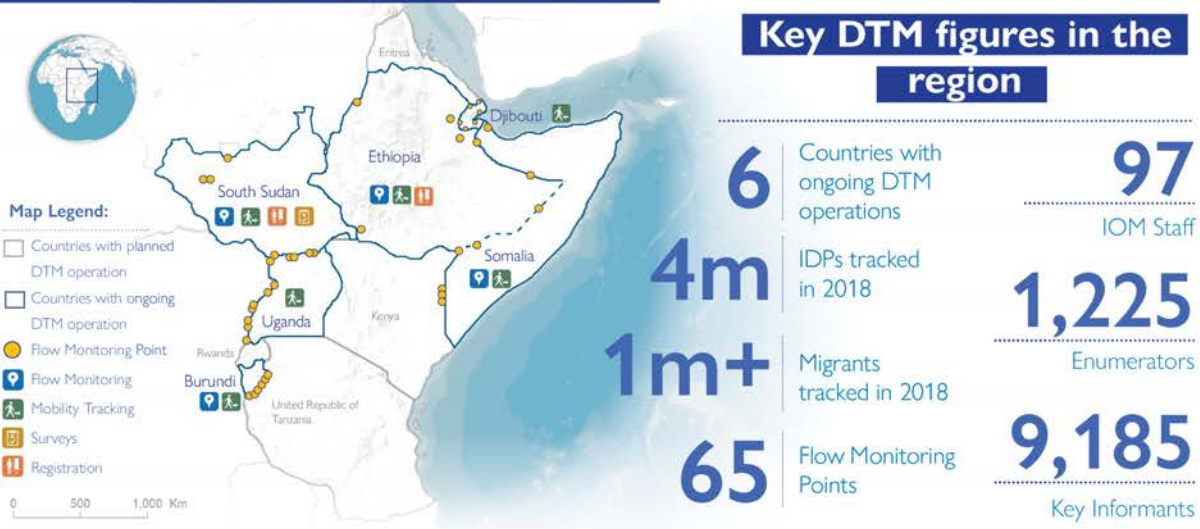 Key DTM figures in the
region
Eritrea
Djibouti
Ethiopia
South Sudan
Somalia
Uganda
Kenya
Rwanda
Burundi
United Republic of
Tanzania
Map Legend:
Countries with planned
DTM operation
Countries with ongoing
DTM operation
Flow Monitoring Point
Flow Monitoring
Mobility Tracking
Surveys
Registration
0 500 1,000 Km
6
Countries with
ongoing DTM
operations
4m
IDPs tracked
in 2018
1m+
Migrants
tracked in 2018
65
Flow Monitoring
Points
97
IOM Staff
1,225
Enumerators
9,185
Key Informants